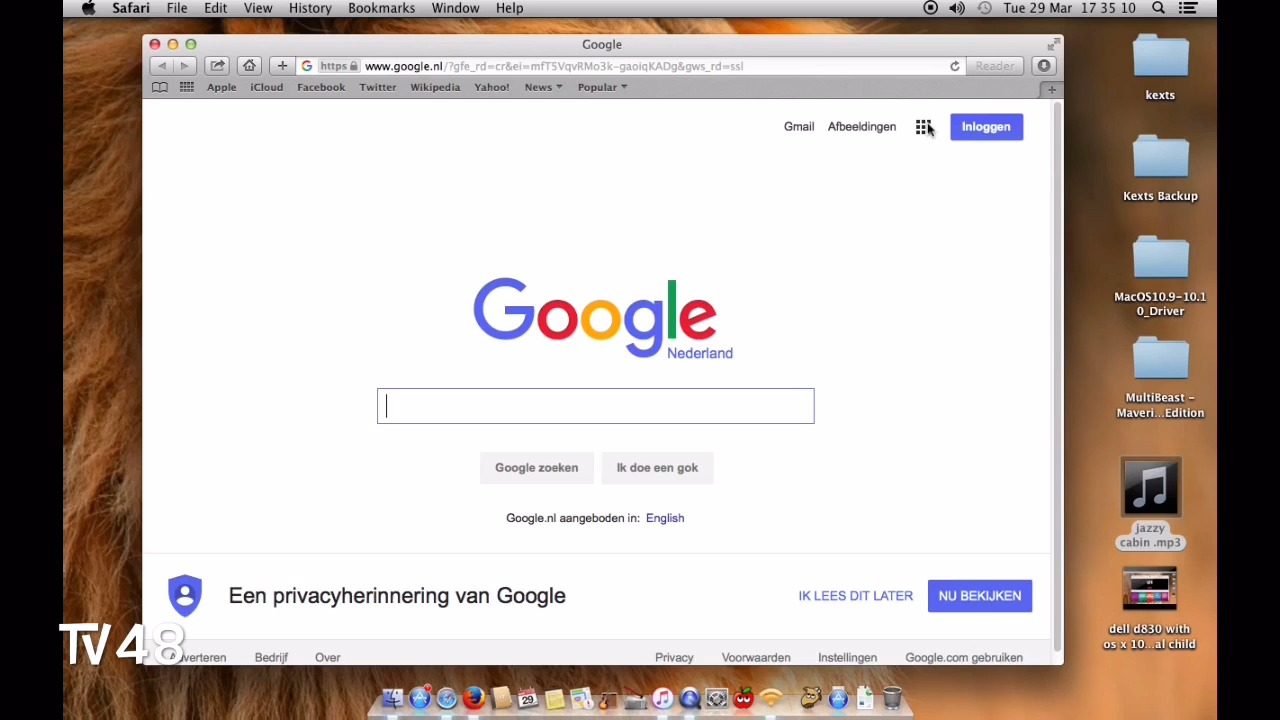 Safari File Edit View History Bookmarks Window Help Tue 29 Mar 17 35 10
Google
https www.google.nl/?gfe_rd=cr&ei=mfT5VqvRMo3k-gaoiqKADg&gws_rd=ssl Reader
Apple iCloud Facebook Twitter Wikipedia Yahoo! News Popular
Gmail Afbeeldingen Inloggen
Google
Nederland
Google zoeken Ik doe een gok
Google.nl aangeboden in: English
Een privacyherinnering van Google IK LEES DIT LATER NU BEKIJKEN
Adverteren Bedrijf Over Privacy Voorwaarden Instellingen Google.com gebruiken
kexts
Kexts Backup
MacOS10.9-10.1
0_Driver
MultiBeast -
Maveri...Edition
jazzy
cabin .mp3
dell d830 with
os x 10...al child
TV48
29